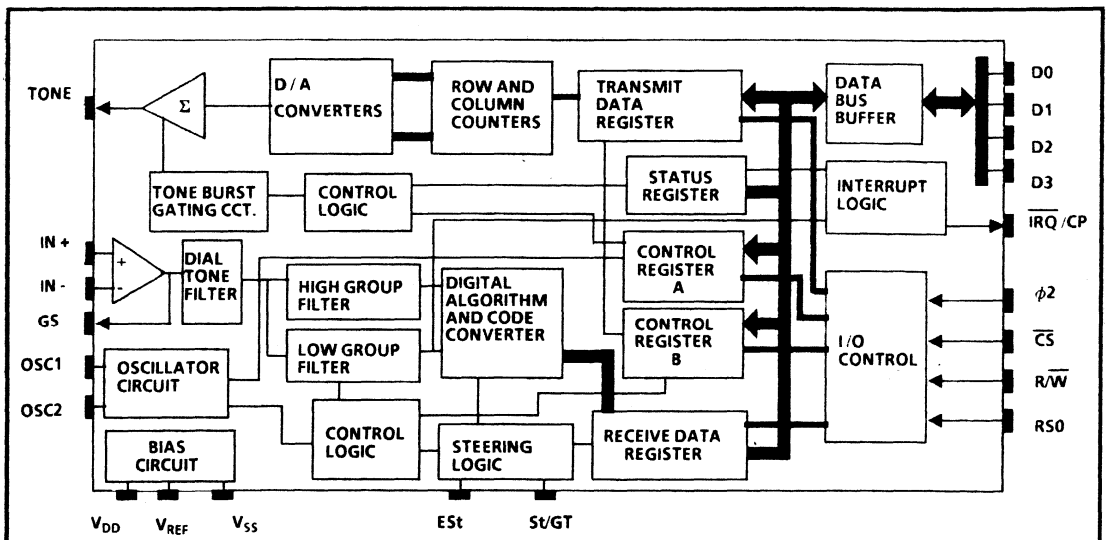 TONE
Σ
D / A
CONVERTERS
ROW AND
COLUMN
COUNTERS
TRANSMIT
DATA
REGISTER
DATA
BUS
BUFFER
D0
D1
D2
D3
TONE BURST
GATING CCT.
CONTROL
LOGIC
STATUS
REGISTER
INTERRUPT
LOGIC
I̅R̅Q̅ /CP
IN +
IN -
GS
+
-
DIAL
TONE
FILTER
HIGH GROUP
FILTER
LOW GROUP
FILTER
DIGITAL
ALGORITHM
AND CODE
CONVERTER
CONTROL
REGISTER
A
CONTROL
REGISTER
B
I/O
CONTROL
ϕ2
C̅S̅
R/W̅
RS0
OSC1
OSC2
OSCILLATOR
CIRCUIT
BIAS
CIRCUIT
CONTROL
LOGIC
STEERING
LOGIC
RECEIVE DATA
REGISTER
VDD
VREF
VSS
ESt
St/GT